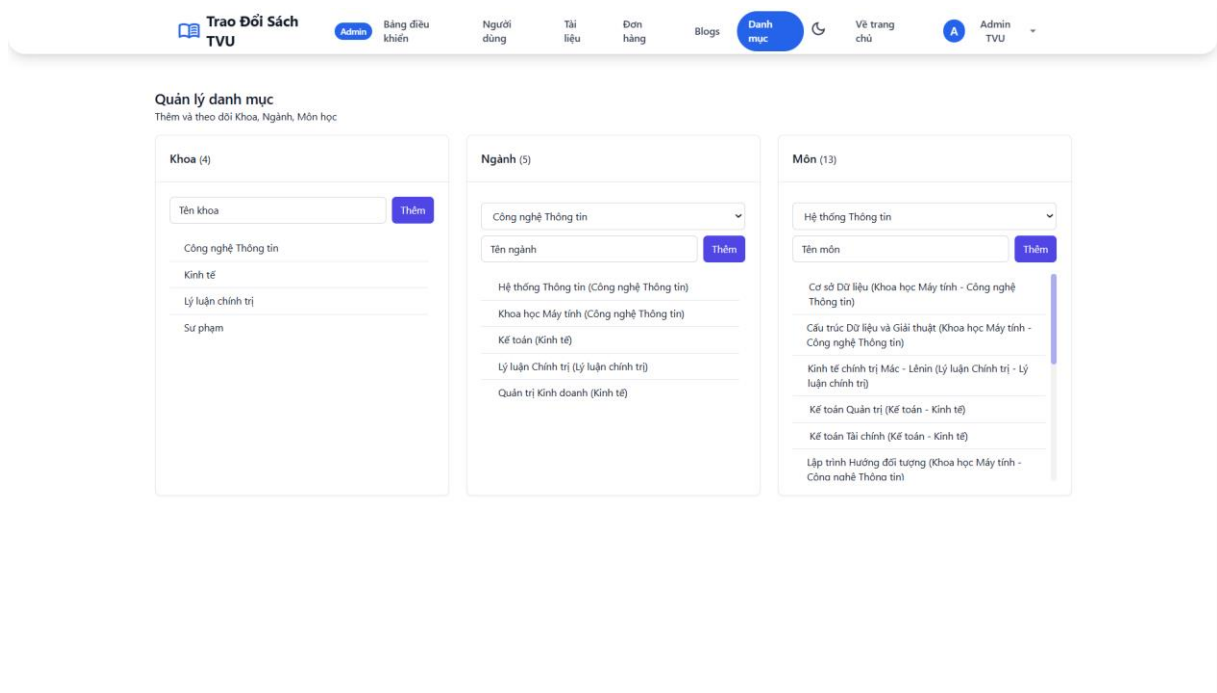 Trao Đổi Sách
TVU
Admin
Bảng điều
khiển
Người
dùng
Tài
liệu
Đơn
hàng
Blogs
Danh
mục
Về trang
chủ
A
Admin
TVU
Quản lý danh mục
Thêm và theo dõi Khoa, Ngành, Môn học
Khoa (4)
Tên khoa
Thêm
Công nghệ Thông tin
Kinh tế
Lý luận chính trị
Sư phạm
Ngành (5)
Công nghệ Thông tin
Tên ngành
Thêm
Hệ thống Thông tin (Công nghệ Thông tin)
Khoa học Máy tính (Công nghệ Thông tin)
Kế toán (Kinh tế)
Lý luận Chính trị (Lý luận chính trị)
Quản trị Kinh doanh (Kinh tế)
Môn (13)
Hệ thống Thông tin
Tên môn
Thêm
Cơ sở Dữ liệu (Khoa học Máy tính - Công nghệ
Thông tin)
Cấu trúc Dữ liệu và Giải thuật (Khoa học Máy tính -
Công nghệ Thông tin)
Kinh tế chính trị Mác - Lênin (Lý luận Chính trị - Lý
luận chính trị)
Kế toán Quản trị (Kế toán - Kinh tế)
Kế toán Tài chính (Kế toán - Kinh tế)
Lập trình Hướng đối tượng (Khoa học Máy tính -
Công nghệ Thông tin)